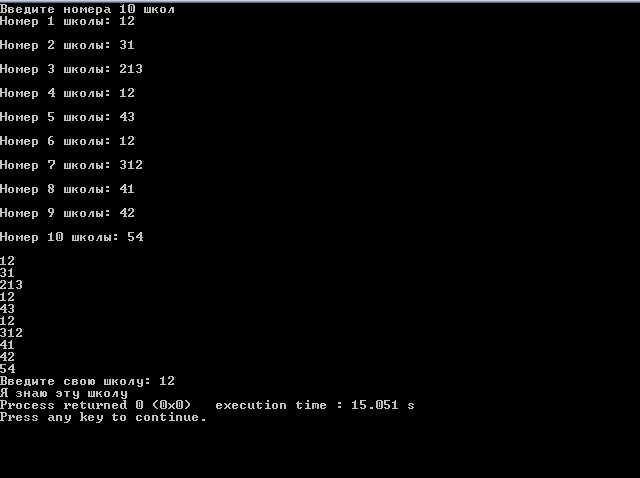 Введите номера 10 школ
Номер 1 школы: 12
Номер 2 школы: 31
Номер 3 школы: 213
Номер 4 школы: 12
Номер 5 школы: 43
Номер 6 школы: 12
Номер 7 школы: 312
Номер 8 школы: 41
Номер 9 школы: 42
Номер 10 школы: 54
12
31
213
12
43
12
312
41
42
54
Введите свою школу: 12
Я знаю эту школу
Process returned 0 (0x0)   execution time : 15.051 s
Press any key to continue.